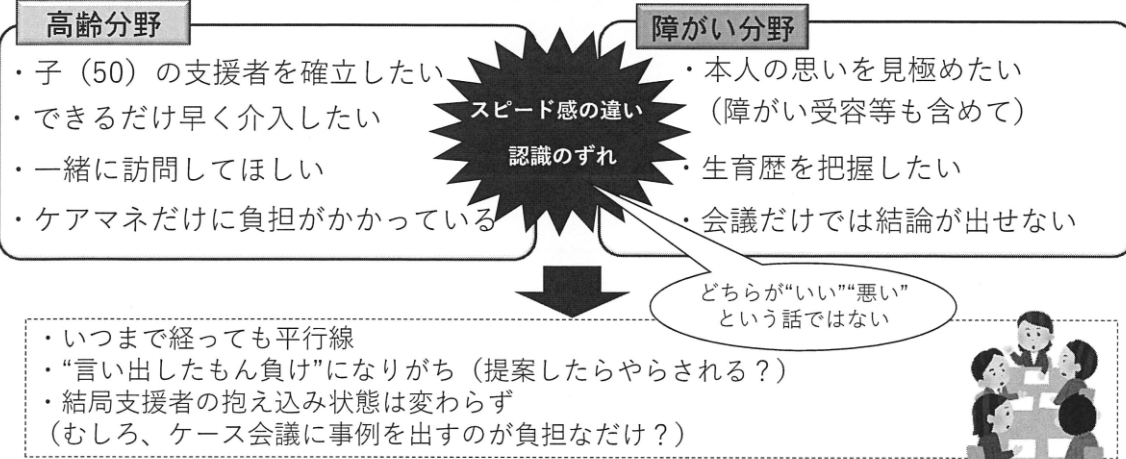 高齢分野
・子（50）の支援者を確立したい
・できるだけ早く介入したい
・一緒に訪問してほしい
・ケアマネだけに負担がかかっている
スピード感の違い
認識のずれ
障がい分野
・本人の思いを見極めたい
（障がい受容等も含めて）
・生育歴を把握したい
・会議だけでは結論が出せない
どちらが“いい”“悪い”
という話ではない
・いつまで経っても平行線
・“言い出したもん負け”になりがち（提案したらやらされる？）
・結局支援者の抱え込み状態は変わらず
（むしろ、ケース会議に事例を出すのが負担なだけ？）